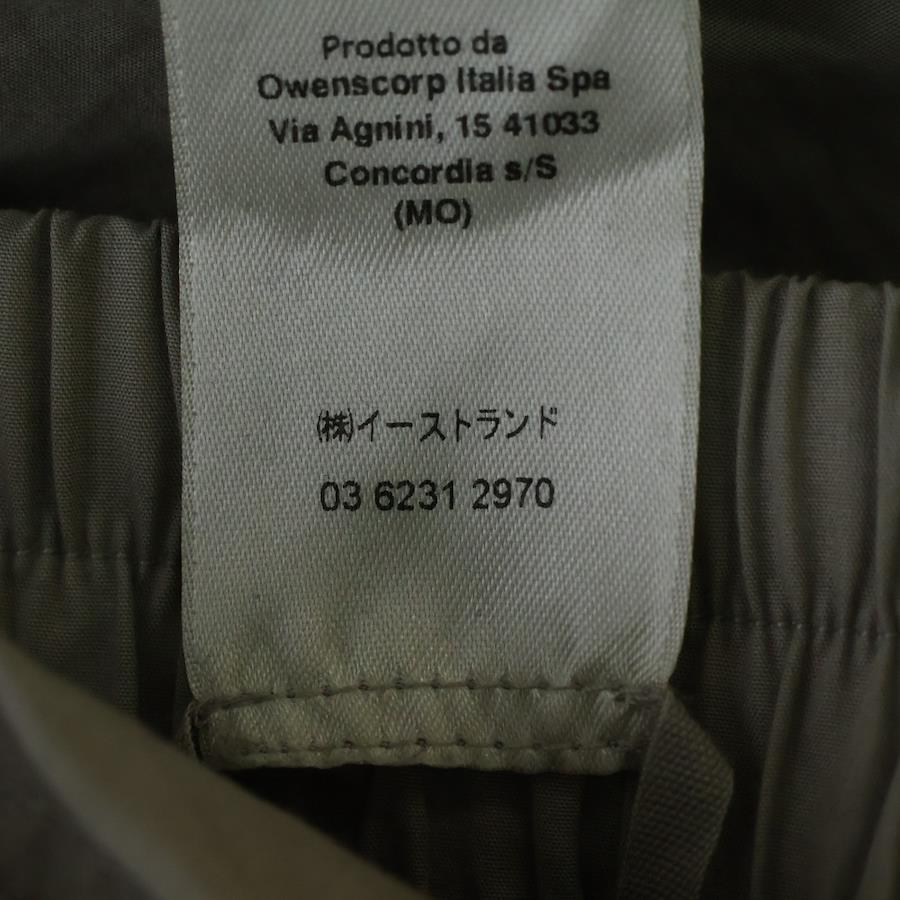 Prodotto da
Owenscorp Italia Spa
Via Agnini, 15 41033
Concordia s/S
(MO)
㈱イーストランド
03 6231 2970